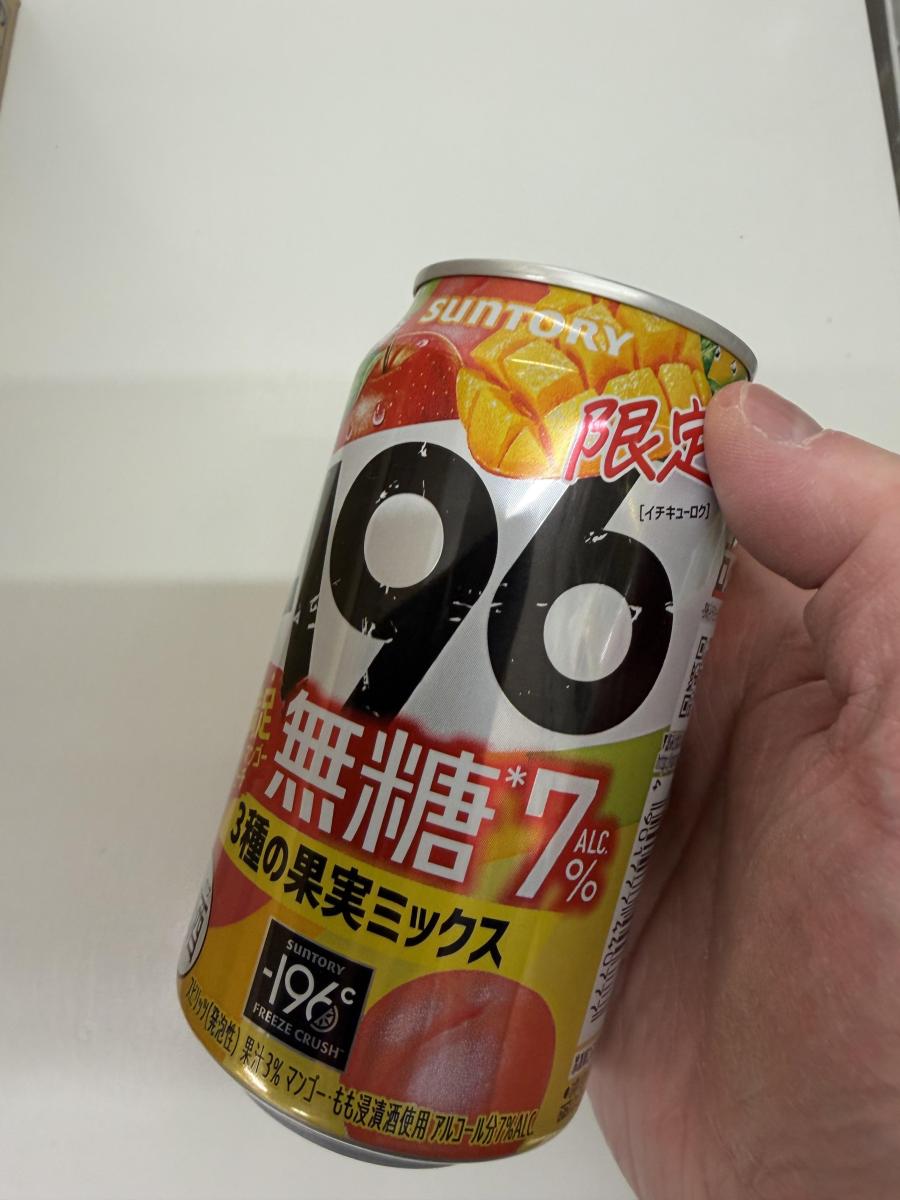 SUNTORY
限定
196
[イチキューロク]
無糖*7%
ALC.
3種の果実ミックス
SUNTORY
-196℃
FREEZE CRUSH
スピリッツ(発泡性) 果汁3% マンゴー・もも浸漬酒使用 アルコール分7%ALC.